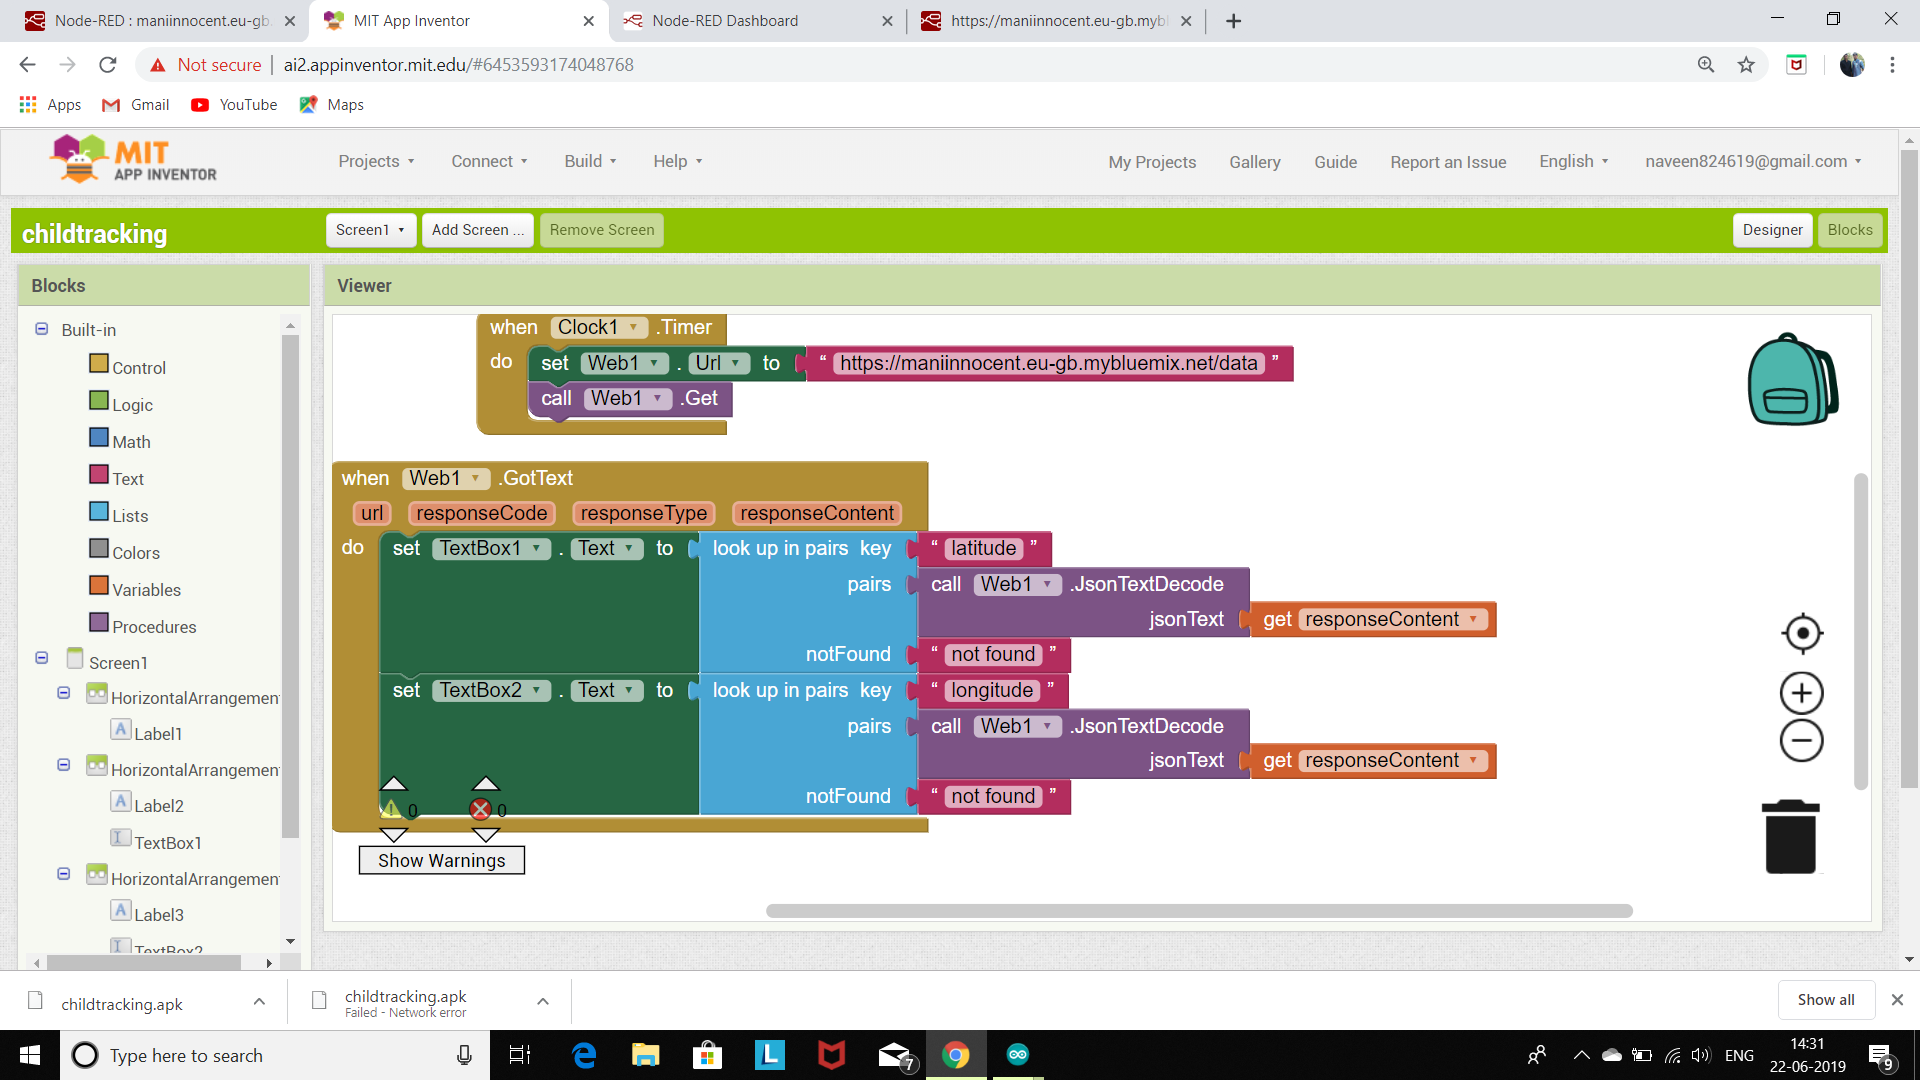 Node-RED : maniinnocent.eu-gb.
MIT App Inventor
Node-RED Dashboard
https://maniinnocent.eu-gb.mybl
Not secure | ai2.appinventor.mit.edu/#6453593174048768
Apps
Gmail
YouTube
Maps
MIT
APP INVENTOR
Projects
Connect
Build
Help
My Projects
Gallery
Guide
Report an Issue
English
naveen824619@gmail.com
childtracking
Screen1
Add Screen ...
Remove Screen
Designer
Blocks
Blocks
Built-in
Control
Logic
Math
Text
Lists
Colors
Variables
Procedures
Screen1
HorizontalArrangement
Label1
HorizontalArrangement
Label2
TextBox1
HorizontalArrangement
Label3
TextBox2
Viewer
when Clock1 .Timer
do set Web1 . Url to “ https://maniinnocent.eu-gb.mybluemix.net/data ”
call Web1 .Get
when Web1 .GotText
url responseCode responseType responseContent
do set TextBox1 . Text to look up in pairs key “ latitude ”
pairs call Web1 .JsonTextDecode
jsonText get responseContent
notFound “ not found ”
set TextBox2 . Text to look up in pairs key “ longitude ”
pairs call Web1 .JsonTextDecode
jsonText get responseContent
notFound “ not found ”
0 0
Show Warnings
childtracking.apk
childtracking.apk
Failed - Network error
Show all
Type here to search
L
7
ENG
14:31
22-06-2019
9